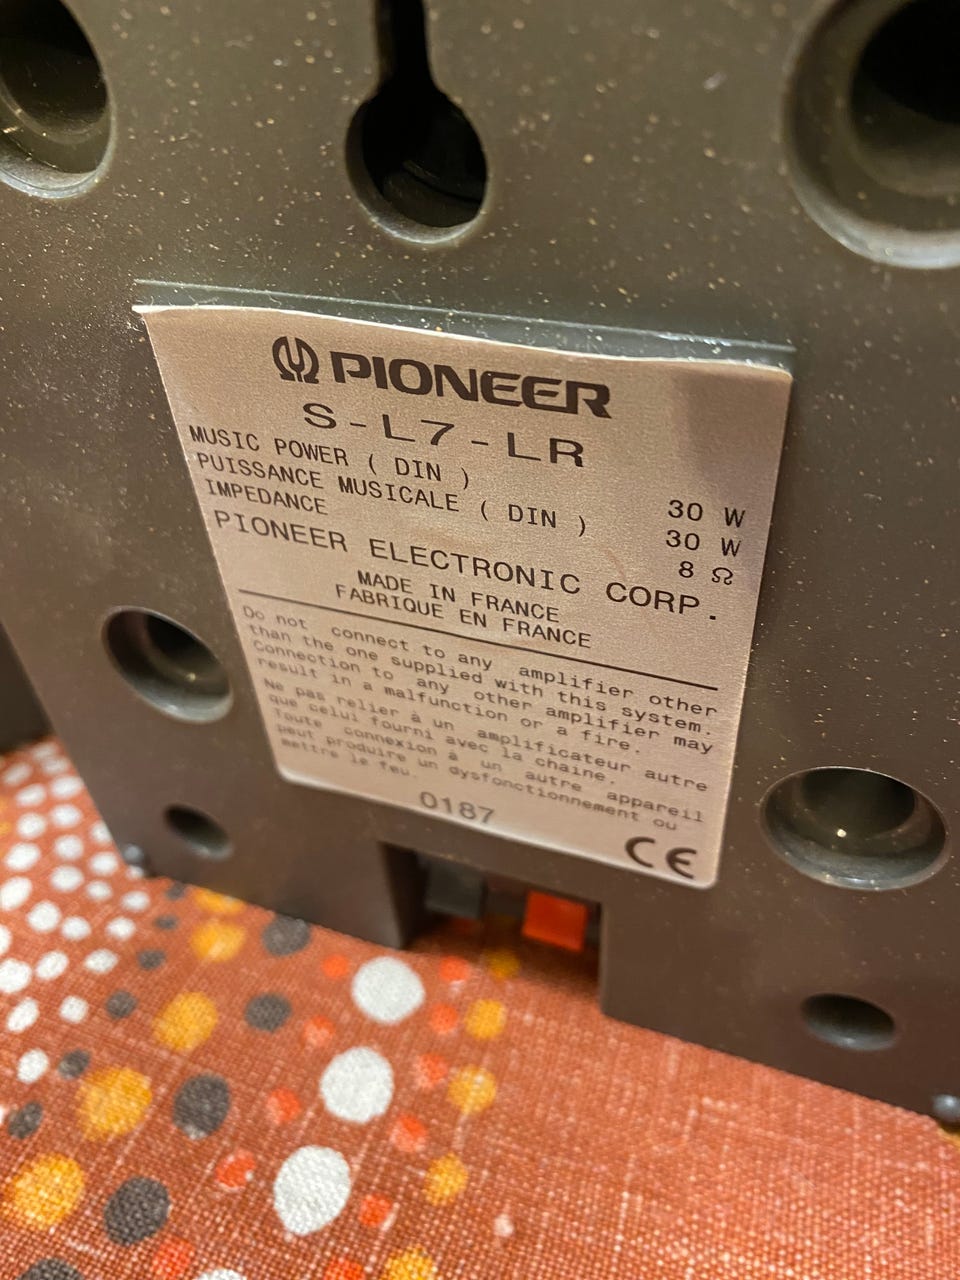 PIONEER
S-L7-LR
MUSIC POWER ( DIN ) 30 W
PUISSANCE MUSICALE ( DIN ) 30 W
IMPEDANCE 8 Ω
PIONEER ELECTRONIC CORP.
MADE IN FRANCE
FABRIQUE EN FRANCE
Do not connect to any amplifier other
than the one supplied with this system.
Connection to any other amplifier may
result in a malfunction or a fire.
Ne pas relier à un amplificateur autre
que celui fourni avec la chaine.
Toute connexion à un autre appareil
peut produire un dysfonctionnement ou
mettre le feu.
0187
CE